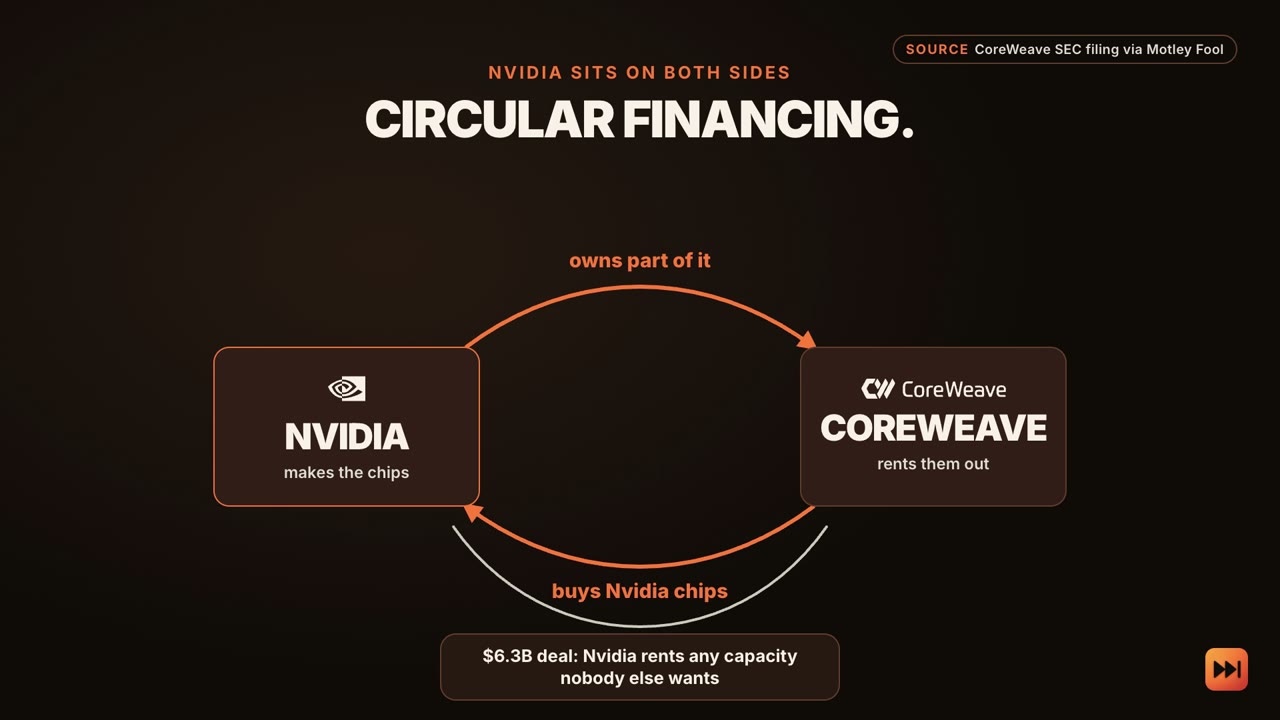 SOURCE CoreWeave SEC filing via Motley Fool
NVIDIA SITS ON BOTH SIDES
CIRCULAR FINANCING.
owns part of it
NVIDIA
makes the chips
CoreWeave
COREWEAVE
rents them out
buys Nvidia chips
$6.3B deal: Nvidia rents any capacity
nobody else wants